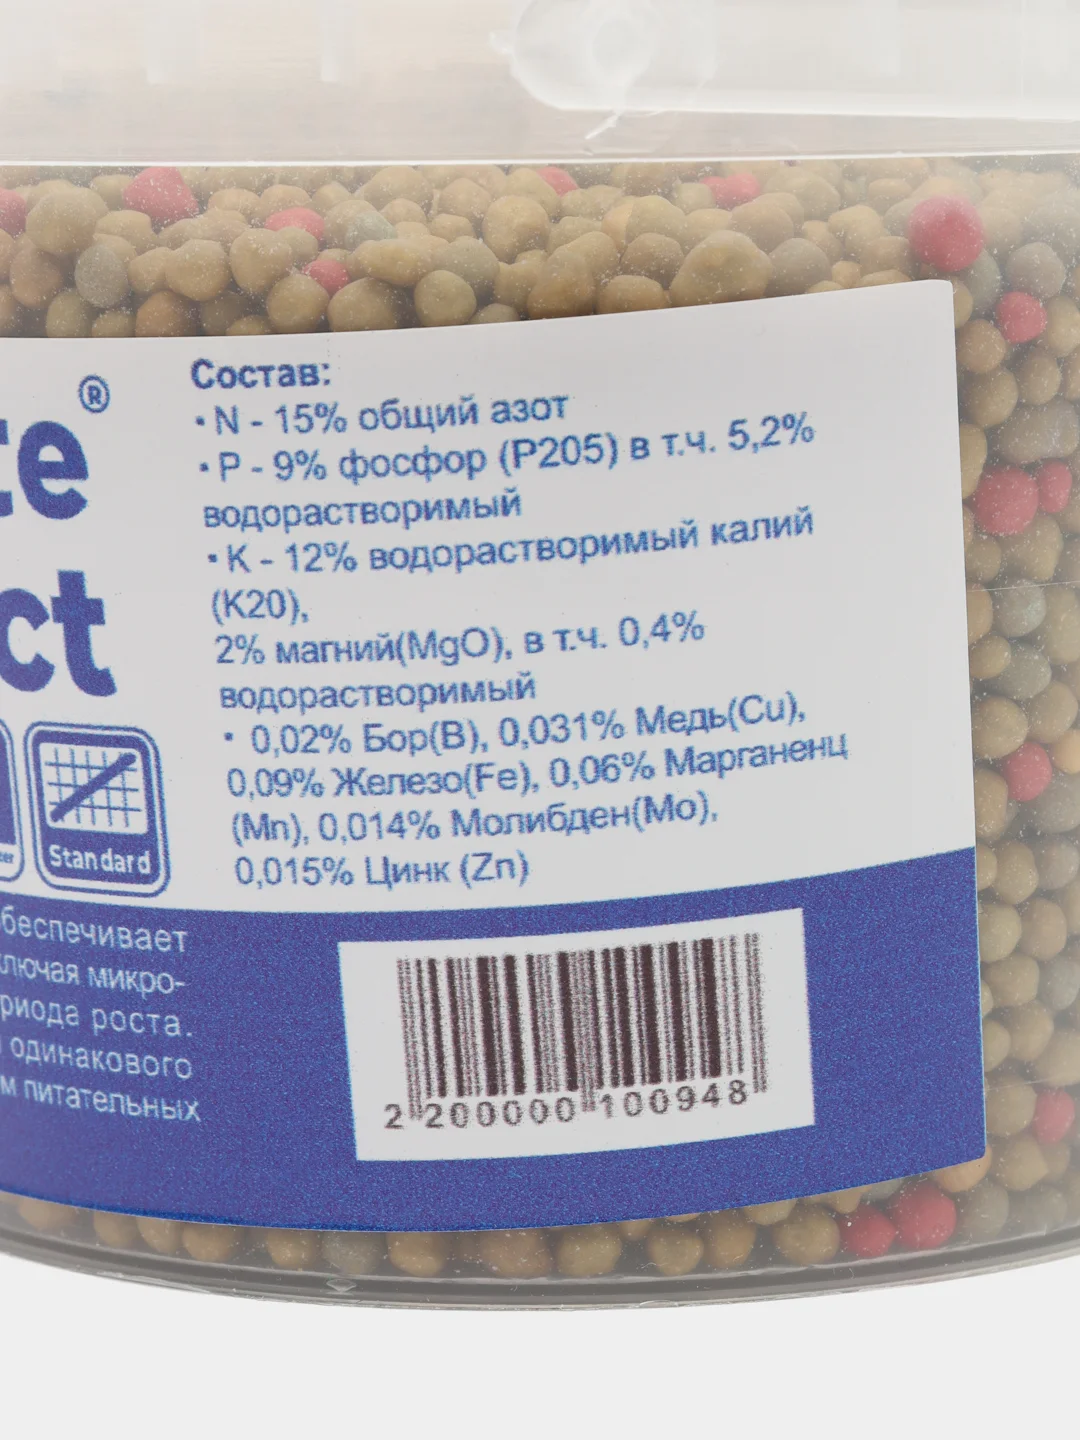 ®
Состав:
• N - 15% общий азот
• P - 9% фосфор (P205) в т.ч. 5,2%
водорастворимый
• K - 12% водорастворимый калий
(K20),
2% магний(MgO), в т.ч. 0,4%
водорастворимый
• 0,02% Бор(B), 0,031% Медь(Cu),
0,09% Железо(Fe), 0,06% Марганенц
(Mn), 0,014% Молибден(Mo),
0,015% Цинк (Zn)
Standard
микро-
роста.
одинакового
питательных
2 200000 100948